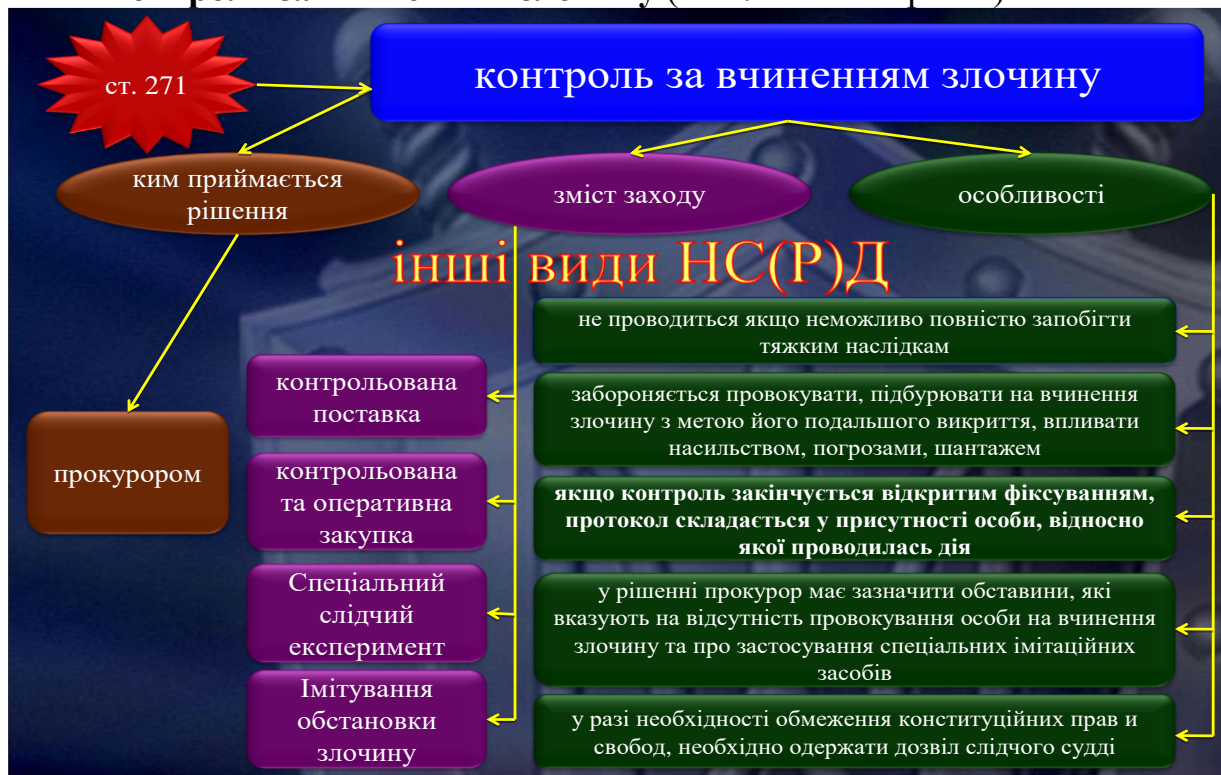 ст. 271
контроль за вчиненням злочину
ким приймається
рішення
зміст заходу
особливості
інші види НС(Р)Д
прокурором
контрольована
поставка
контрольована
та оперативна
закупка
Спеціальний
слідчий
експеримент
Імітування
обстановки
злочину
не проводиться якщо неможливо повністю запобігти
тяжким наслідкам
забороняється провокувати, підбурювати на вчинення
злочину з метою його подальшого викриття, впливати
насильством, погрозами, шантажем
якщо контроль закінчується відкритим фіксуванням,
протокол складається у присутності особи, відносно
якої проводилась дія
у рішенні прокурор має зазначити обставини, які
вказують на відсутність провокування особи на вчинення
злочину та про застосування спеціальних імітаційних
засобів
у разі необхідності обмеження конституційних прав и
свобод, необхідно одержати дозвіл слідчого судді